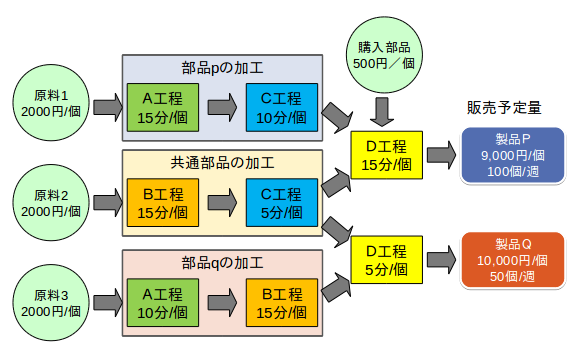 購入部品
500円／個
部品pの加工
原料1
2000円/個
A工程
15分/個
C工程
10分/個
販売予定量
D工程
15分/個
製品P
9,000円/個
100個/週
共通部品の加工
原料2
2000円/個
B工程
15分/個
C工程
5分/個
部品qの加工
D工程
5分/個
製品Q
10,000円/個
50個/週
原料3
2000円/個
A工程
10分/個
B工程
15分/個